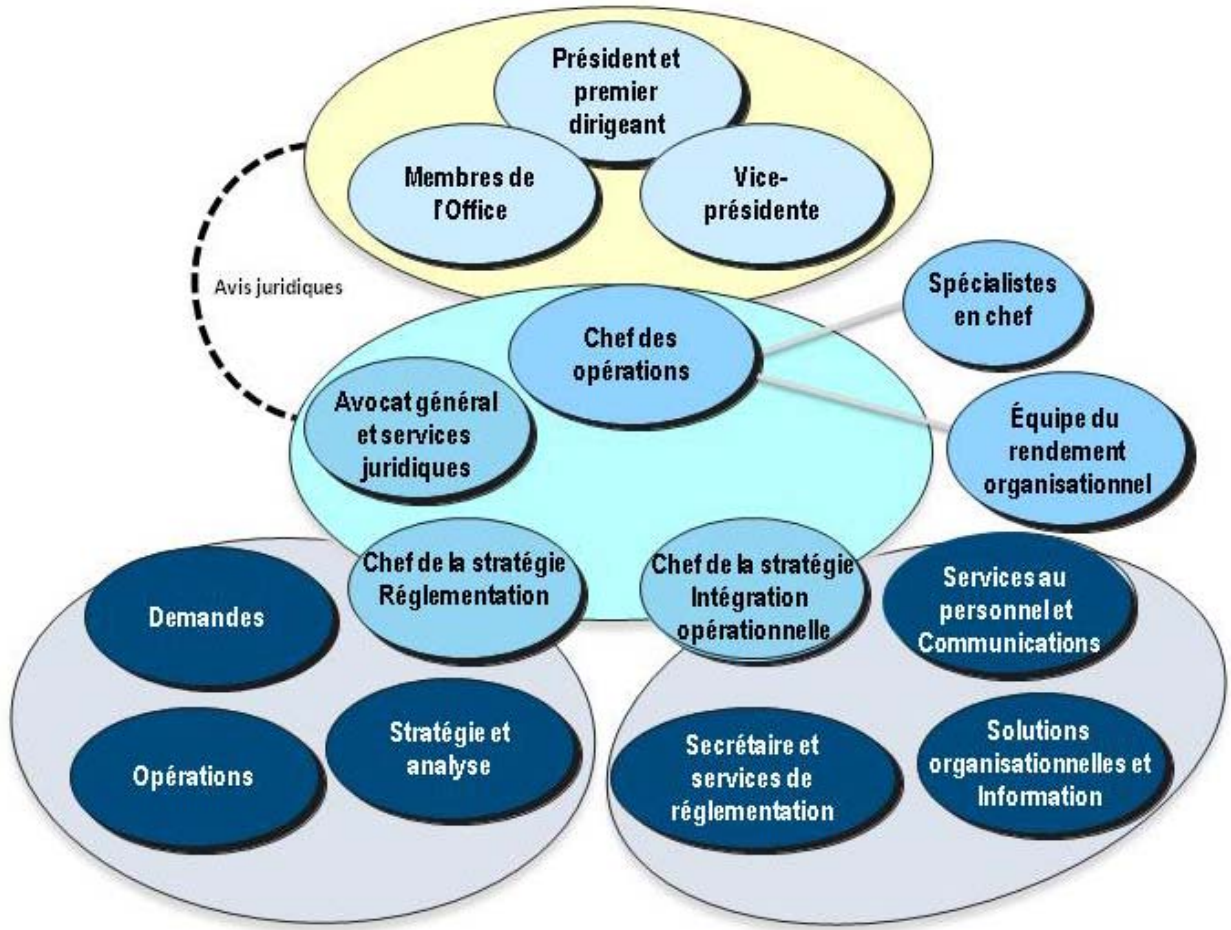 Président et
premier
dirigeant
Membres de
l'Office
Vice-
présidente
Avis juridiques
Chef des
opérations
Spécialistes
en chef
Avocat général
et services
juridiques
Équipe du
rendement
organisationnel
Chef de la stratégie
Réglementation
Chef de la stratégie
Intégration
opérationnelle
Demandes
Opérations
Stratégie et
analyse
Services au
personnel et
Communications
Secrétaire et
services de
réglementation
Solutions
organisationnelles et
Information